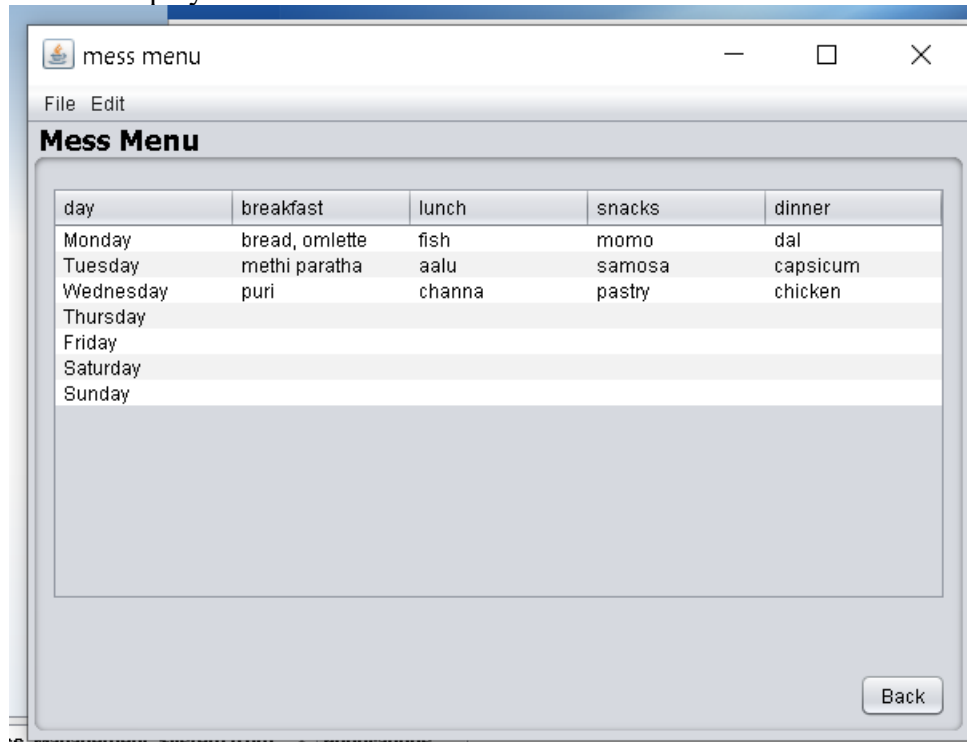 mess menu
File Edit
Mess Menu
day breakfast lunch snacks dinner
Monday bread, omlette fish momo dal
Tuesday methi paratha aalu samosa capsicum
Wednesday puri channa pastry chicken
Thursday
Friday
Saturday
Sunday
Back